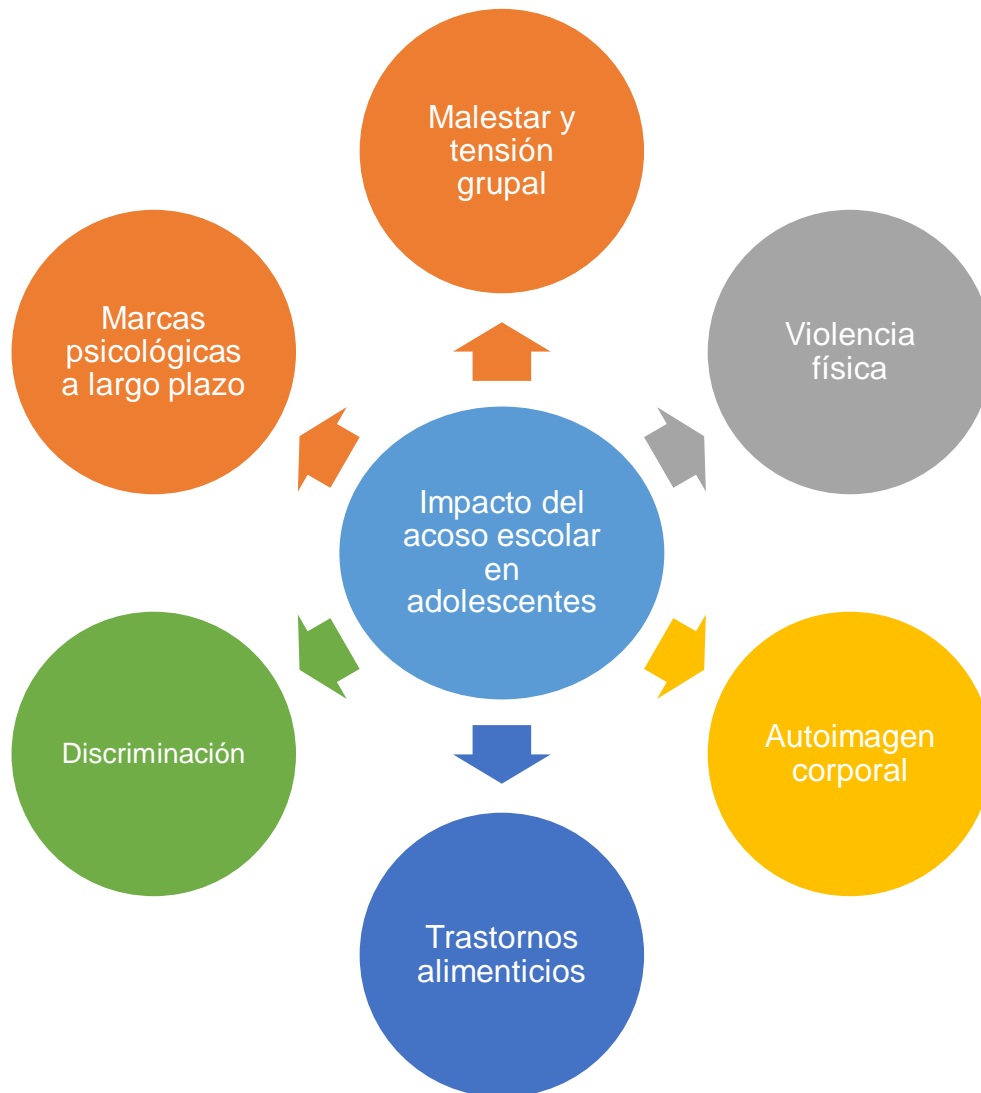 Malestar y
tensión
grupal
Marcas
psicológicas
a largo plazo
Violencia
física
Impacto del
acoso escolar
en
adolescentes
Discriminación
Autoimagen
corporal
Trastornos
alimenticios